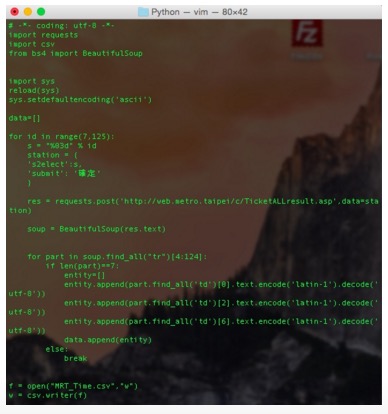 Python — vim — 80×42
# -*- coding: utf-8 -*-
import requests
import csv
from bs4 import BeautifulSoup
import sys
reload(sys)
sys.setdefaultencoding('ascii')
data=[]
for id in range(7,125):
s = "%03d" % id
station = {
's2elect':s,
'submit': '確定'
}
res = requests.post('http://web.metro.taipei/c/TicketALLresult.asp',data=sta
tion)
soup = BeautifulSoup(res.text)
for part in soup.find_all("tr")[4:124]:
if len(part)==7:
entity=[]
entity.append(part.find_all('td')[0].text.encode('latin-1').decode('
utf-8'))
entity.append(part.find_all('td')[2].text.encode('latin-1').decode('
utf-8'))
entity.append(part.find_all('td')[6].text.encode('latin-1').decode('
utf-8'))
data.append(entity)
else:
break
f = open("MRT_Time.csv","w")
w = csv.writer(f)